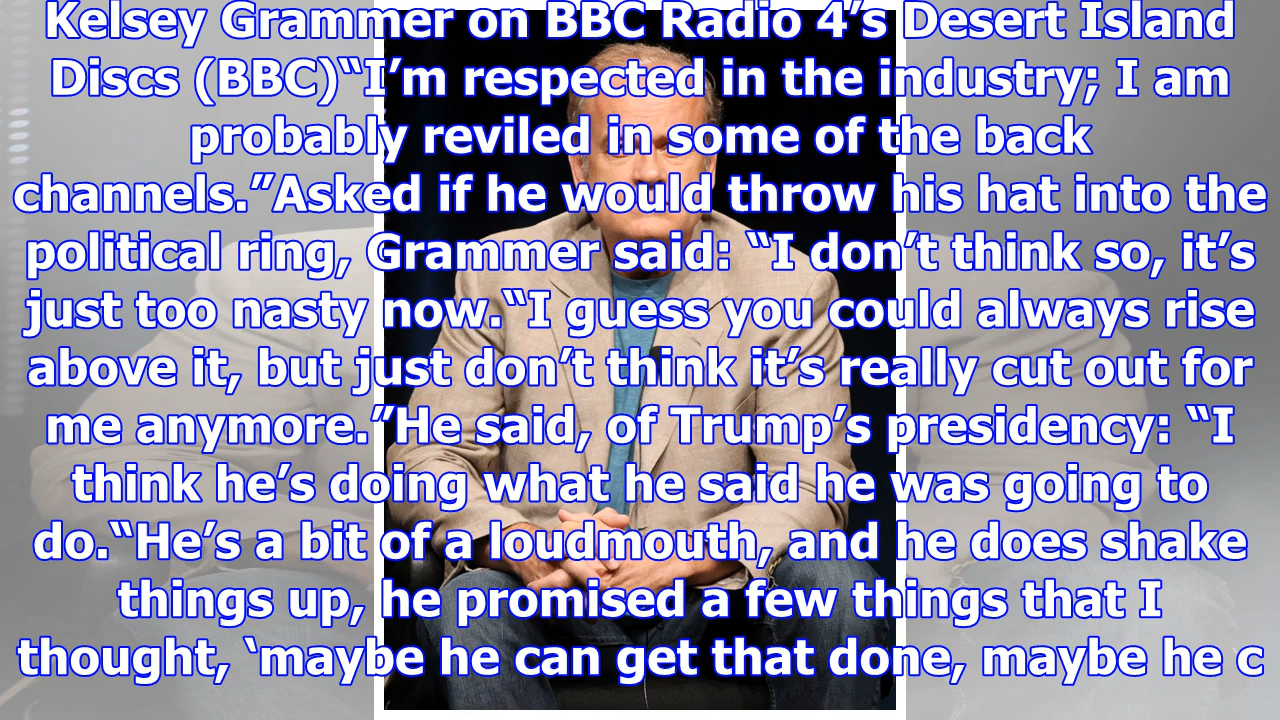 Kelsey Grammer on BBC Radio 4’s Desert Island
Discs (BBC)“I’m respected in the industry; I am
probably reviled in some of the back
channels.”Asked if he would throw his hat into the
political ring, Grammer said: “I don’t think so, it’s
just too nasty now.“I guess you could always rise
above it, but just don’t think it’s really cut out for
me anymore.”He said, of Trump’s presidency: “I
think he’s doing what he said he was going to
do.“He’s a bit of a loudmouth, and he does shake
things up, he promised a few things that I
thought, ‘maybe he can get that done, maybe he c